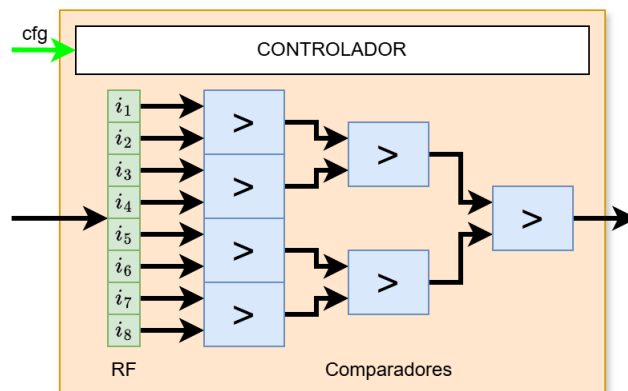 cfg
CONTROLADOR
i₁
i₂
i₃
i₄
i₅
i₆
i₇
i₈
>
>
>
>
>
>
>
RF
Comparadores